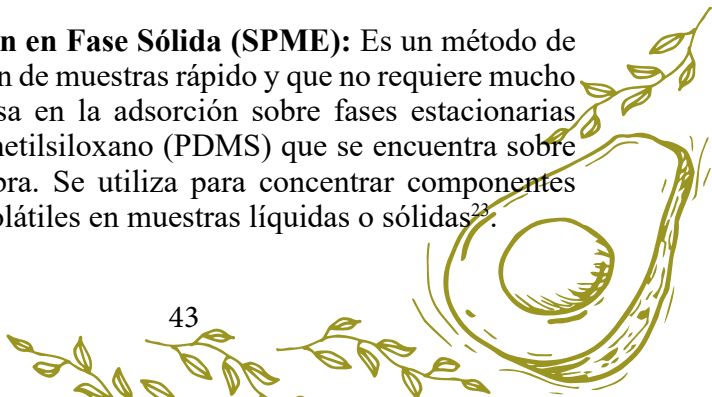 n en Fase Sólida (SPME): Es un método de
n de muestras rápido y que no requiere mucho
sa en la adsorción sobre fases estacionarias
netilsiloxano (PDMS) que se encuentra sobre
bra. Se utiliza para concentrar componentes
olátiles en muestras líquidas o sólidas²³.
43